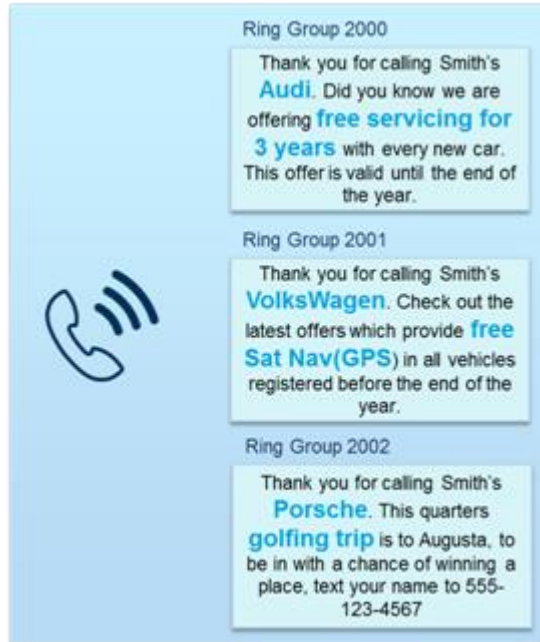 Ring Group 2000
Thank you for calling Smith's
Audi. Did you know we are
offering free servicing for
3 years with every new car.
This offer is valid until the end of
the year.
Ring Group 2001
Thank you for calling Smith's
VolksWagen. Check out the
latest offers which provide free
Sat Nav(GPS) in all vehicles
registered before the end of the
year.
Ring Group 2002
Thank you for calling Smith's
Porsche. This quarters
golfing trip is to Augusta, to
be in with a chance of winning a
place, text your name to 555-
123-4567